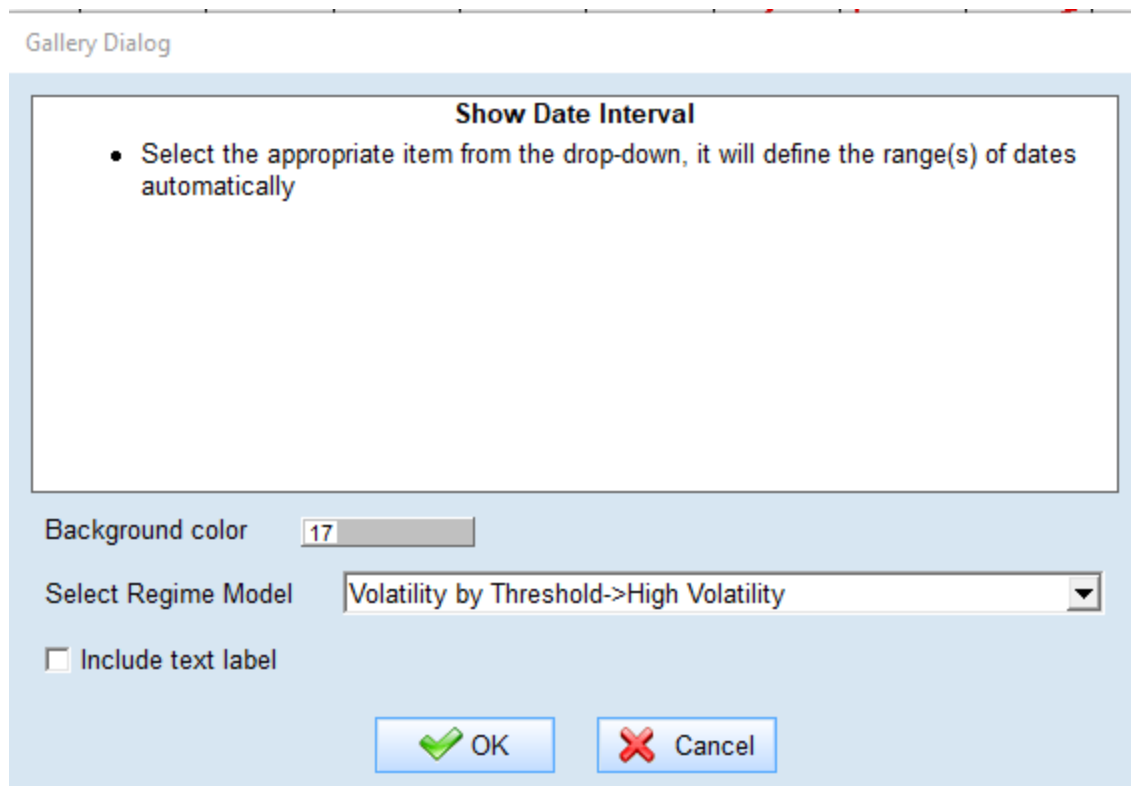 Gallery Dialog
Show Date Interval
• Select the appropriate item from the drop-down, it will define the range(s) of dates
automatically
Background color 17
Select Regime Model Volatility by Threshold->High Volatility
Include text label
OK Cancel